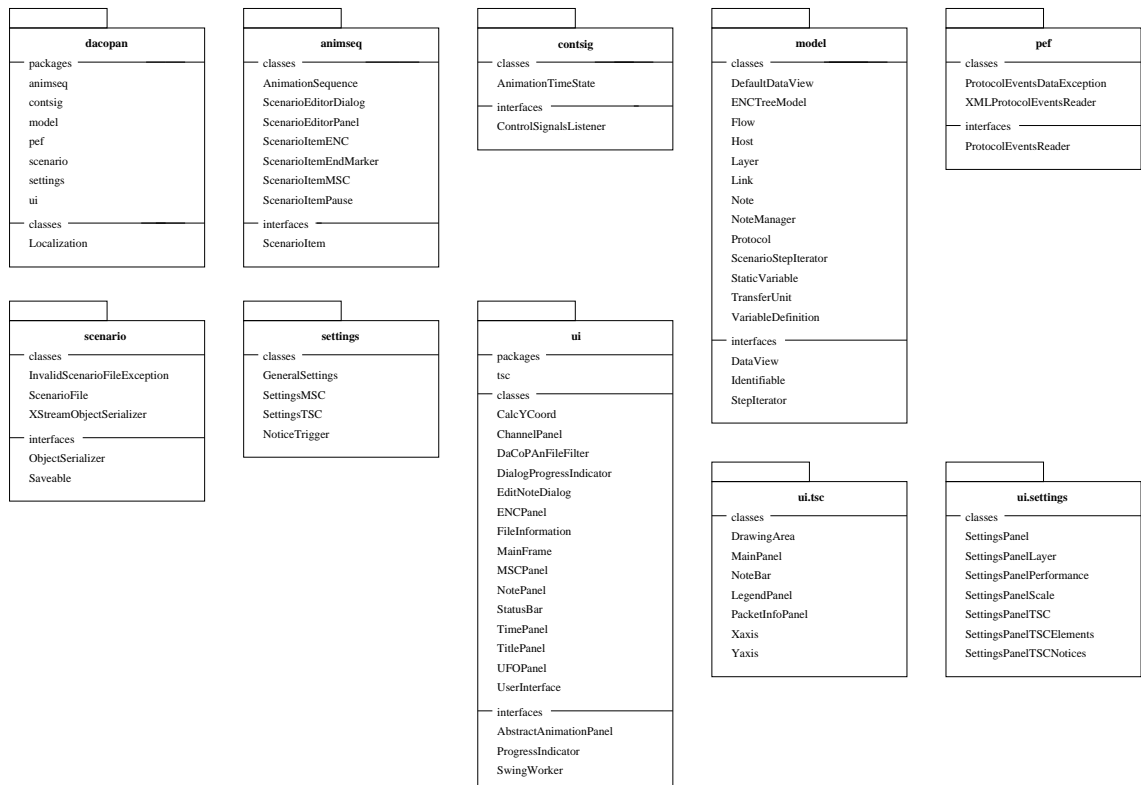 dacopan
packages
animseq
contsig
model
pef
scenario
settings
ui
classes
Localization
animseq
classes
AnimationSequence
ScenarioEditorDialog
ScenarioEditorPanel
ScenarioItemENC
ScenarioItemEndMarker
ScenarioItemMSC
ScenarioItemPause
interfaces
ScenarioItem
contsig
classes
AnimationTimeState
interfaces
ControlSignalsListener
model
classes
DefaultDataView
ENCTreeModel
Flow
Host
Layer
Link
Note
NoteManager
Protocol
ScenarioStepIterator
StaticVariable
TransferUnit
VariableDefinition
interfaces
DataView
Identifiable
StepIterator
pef
classes
ProtocolEventsDataException
XMLProtocolEventsReader
interfaces
ProtocolEventsReader
scenario
classes
InvalidScenarioFileException
ScenarioFile
XStreamObjectSerializer
interfaces
ObjectSerializer
Saveable
settings
classes
GeneralSettings
SettingsMSC
SettingsTSC
NoticeTrigger
ui
packages
tsc
classes
CalcYCoord
ChannelPanel
DaCoPAnFileFilter
DialogProgressIndicator
EditNoteDialog
ENCPanel
FileInformation
MainFrame
MSCPanel
NotePanel
StatusBar
TimePanel
TitlePanel
UFOPanel
UserInterface
interfaces
AbstractAnimationPanel
ProgressIndicator
SwingWorker
ui.tsc
classes
DrawingArea
MainPanel
NoteBar
LegendPanel
PacketInfoPanel
Xaxis
Yaxis
ui.settings
classes
SettingsPanel
SettingsPanelLayer
SettingsPanelPerformance
SettingsPanelScale
SettingsPanelTSC
SettingsPanelTSCElements
SettingsPanelTSCNotices